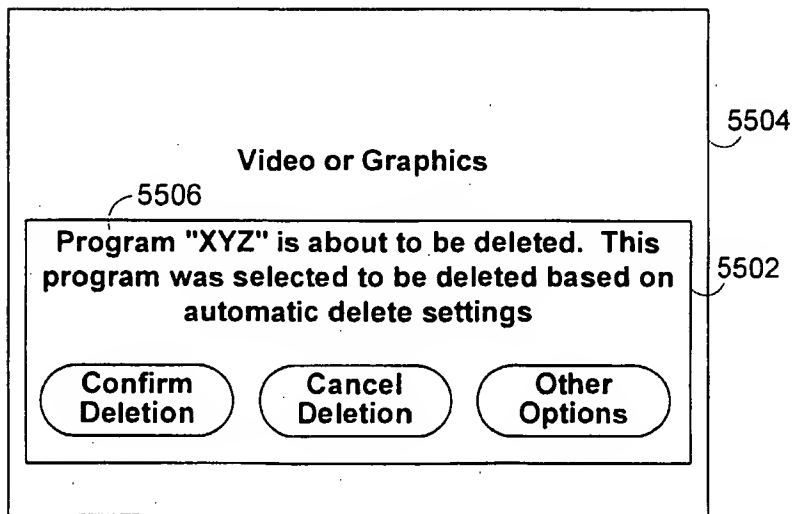 5504
Video or Graphics
5506
Program "XYZ" is about to be deleted. This
program was selected to be deleted based on
automatic delete settings
5502
Confirm
Deletion
Cancel
Deletion
Other
Options